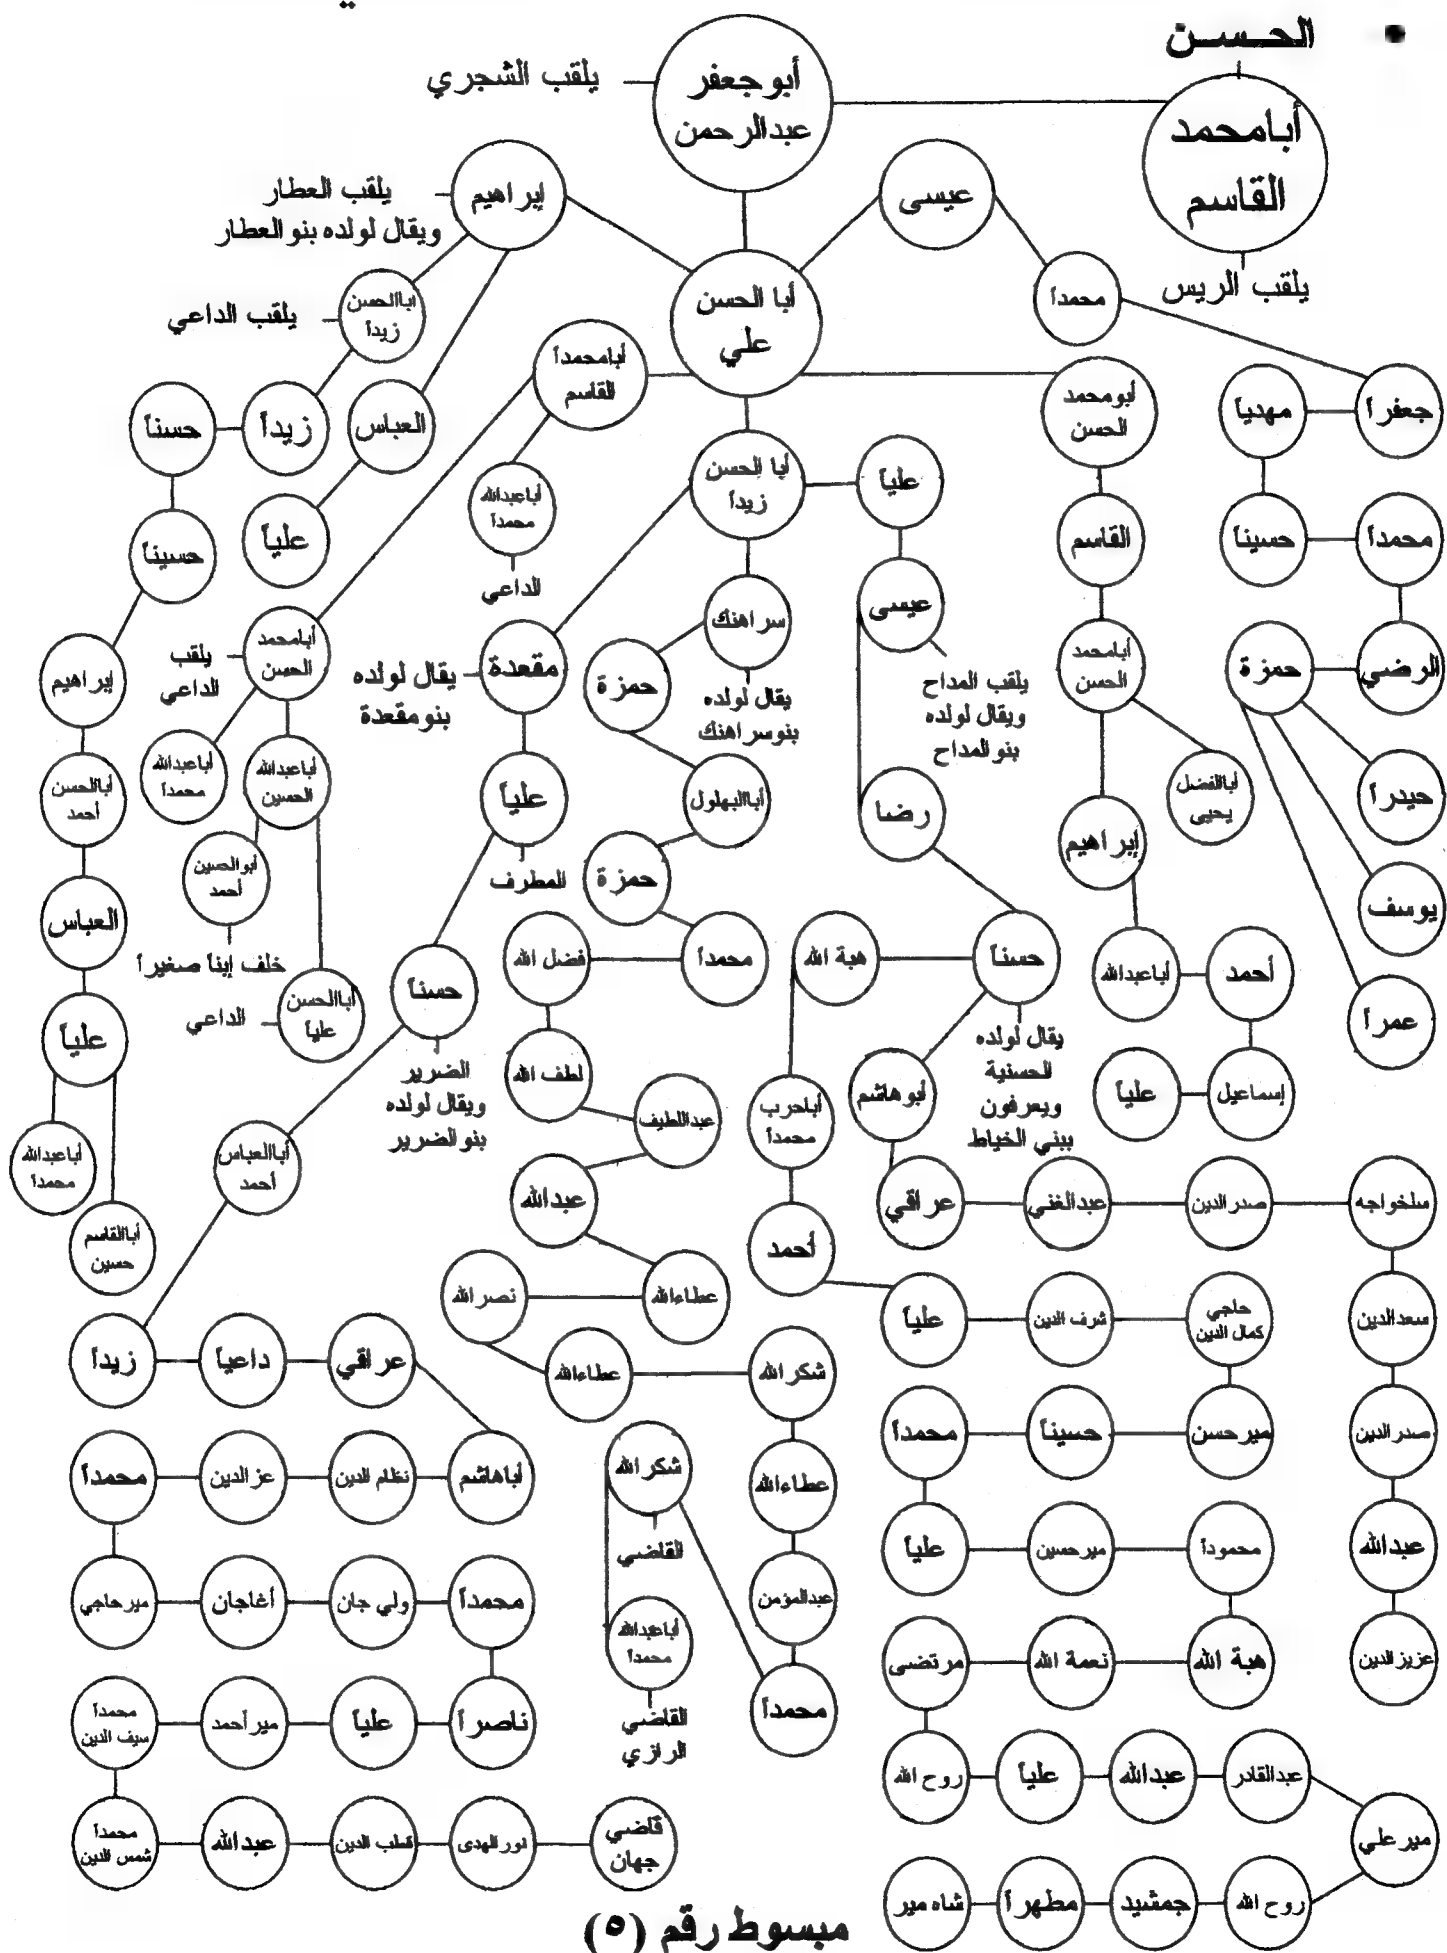 الحسن
أبامحمد
القاسم
يلقب الريس
أبوجعفر
عبدالرحمن
يلقب الشجري
عيسى
محمداً
جعفراً
مهدياً
حسيناً
محمداً
الرضي
حمزة
حيدراً
يوسف
عمراً
إبراهيم
يلقب العطار
ويقال لولده بنو العطار
أباالحسن
زيداً
يلقب الداعي
زيداً
حسناً
حسيناً
إبراهيم
أباالحسن
أحمد
العباس
علياً
أباعبدالله
محمداً
أباالقاسم
حسين
العباس
علياً
أبا الحسن
علي
أبامحمداً
القاسم
أباعبدالله
محمداً
الداعي
أبامحمد
الحسن
يلقب
الداعي
أباعبدالله
محمداً
أباعبدالله
الحسين
أبوالحسين
أحمد
خلف إبناً صغيراً
أباالحسن
علياً
الداعي
أبومحمد
الحسن
القاسم
أبامحمد
الحسن
أباالفضل
يحيى
إبراهيم
أباعبدالله
أحمد
إسماعيل
علياً
أبا الحسن
زيداً
علياً
عيسى
يلقب المداح
ويقال لولده
بنو المداح
رضا
حسناً
يقال لولده
الحسنية
ويعرفون
ببني الخياط
هبة الله
أباحرب
محمداً
أحمد
علياً
شرف الدين
حاجي
كمال الدين
ميرحسن
حسيناً
محمداً
علياً
ميرحسين
محموداً
هبة الله
نعمة الله
مرتضى
روح الله
علياً
عبدالله
عبدالقادر
ميرعلي
روح الله
جمشيد
مطهراً
شاه مير
أبوهاشم
عراقي
عبدالغني
صدرالدين
سلخواجه
سعدالدين
صدرالدين
عبدالله
عزيزالدين
سراهنك
يقال لولده
بنوسراهنك
حمزة
أباالبهلول
حمزة
محمداً
فضل الله
لطف الله
عبداللطيف
عبدالله
عطاءالله
نصرالله
عطاءالله
شكرالله
عطاءالله
عبدالمؤمن
محمداً
شكرالله
القاضي
أباعبدالله
محمداً
القاضي
الرازي
مقعدة
يقال لولده
بنومقعدة
علياً
المطرف
حسناً
الضرير
ويقال لولده
بنو الضرير
أباالعباس
أحمد
زيداً
داعياً
عراقي
أباهاشم
نظام الدين
عزالدين
محمداً
ميرحاجي
أغاجان
ولي جان
محمداً
ناصراً
علياً
ميرأحمد
محمداً
سيف الدين
محمداً
شمس الدين
عبدالله
قطب الدين
نورالهدى
قاضي
جهان
مبسوط رقم (٥)